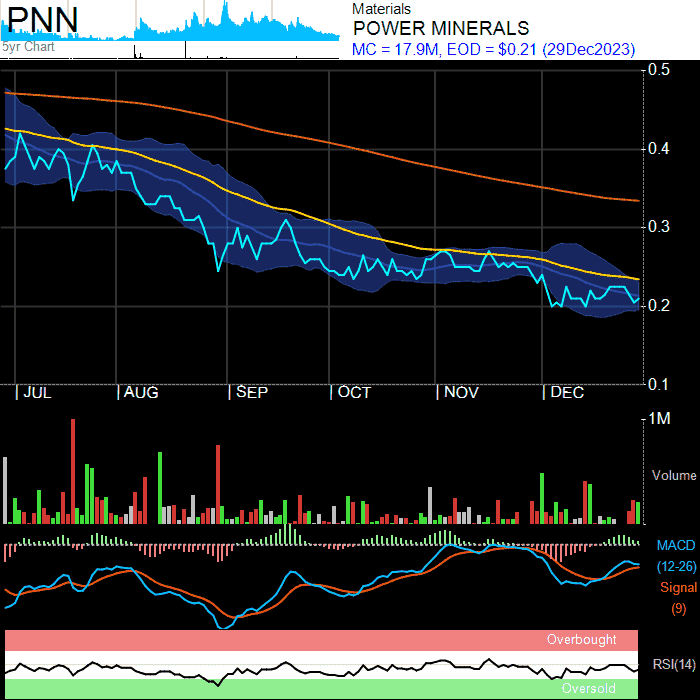 PNN
5yr Chart
Materials
POWER MINERALS
MC = 17.9M, EOD = $0.21 (29Dec2023)
0.5
0.4
0.3
0.2
0.1
JUL AUG SEP OCT NOV DEC
1M
Volume
MACD
(12-26)
Signal
(9)
Overbought
RSI(14)
Oversold